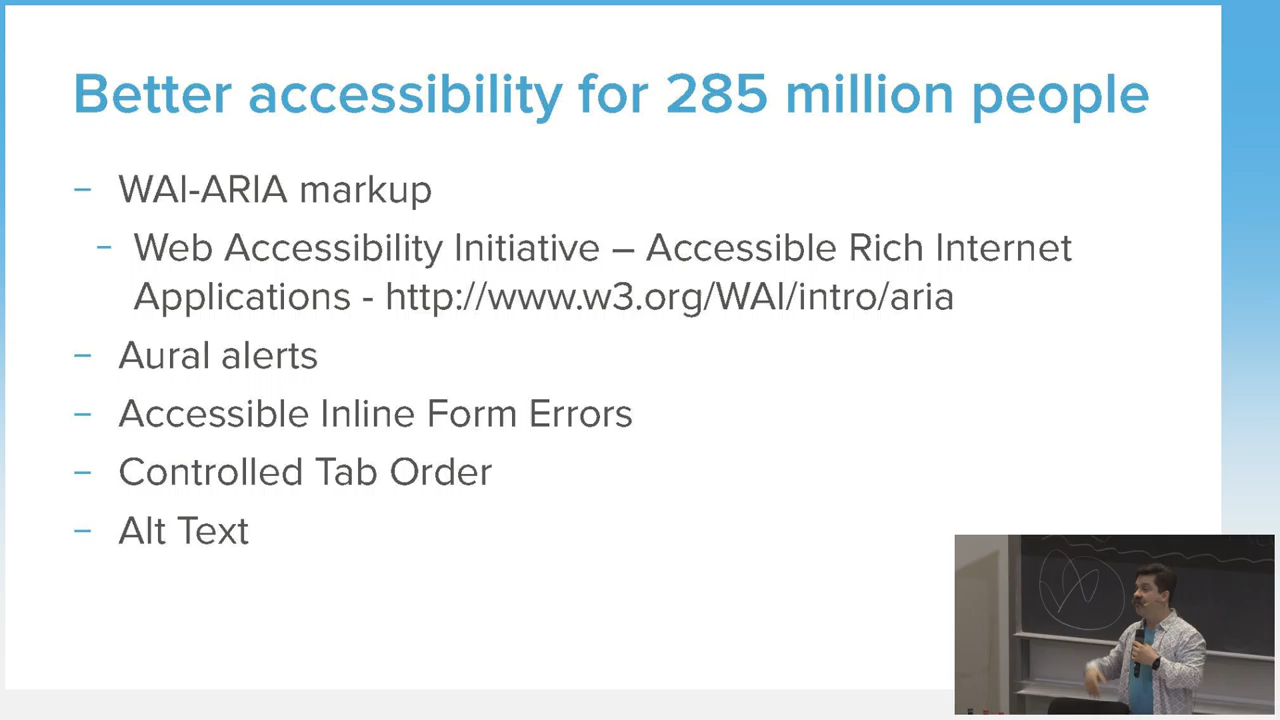 Better accessibility for 285 million people
– WAI-ARIA markup
– Web Accessibility Initiative – Accessible Rich Internet
Applications - http://www.w3.org/WAI/intro/aria
– Aural alerts
– Accessible Inline Form Errors
– Controlled Tab Order
– Alt Text